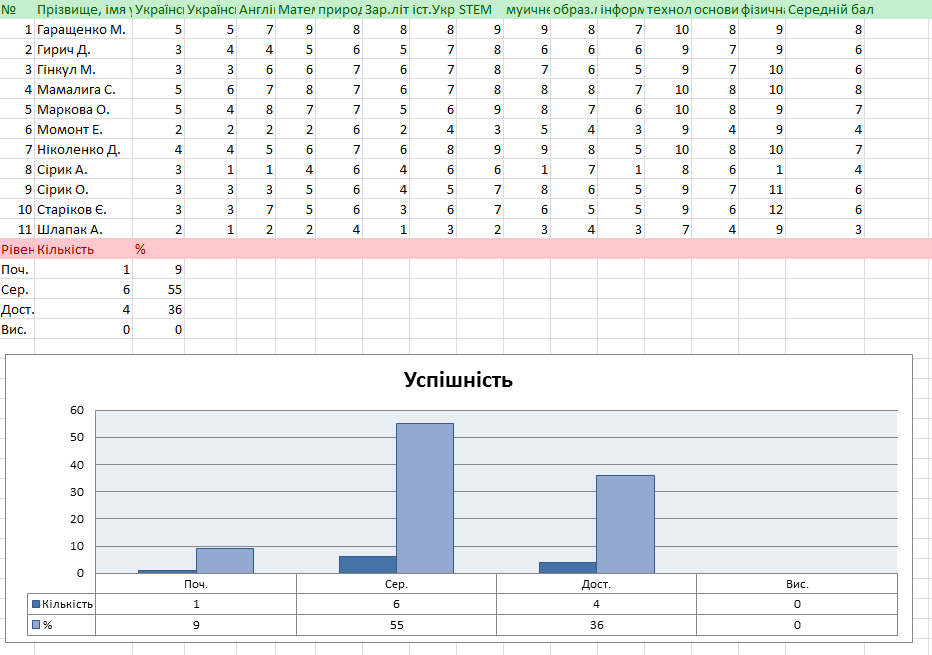 № Прізвище, імя у Українс Українс Англій Матем природ Зар.літ іст.Укр STEM муичне образ.м інформ технол основи фізична Середній бал
1 Гаращенко М. 5 5 7 9 8 8 8 9 9 8 7 10 8 9 8
2 Гирич Д. 3 4 4 5 6 5 7 8 6 6 6 9 7 9 6
3 Гінкул М. 3 3 6 6 7 6 7 8 7 6 5 9 7 10 6
4 Мамалига С. 5 6 7 8 7 6 7 8 8 8 7 10 8 10 8
5 Маркова О. 5 4 8 7 7 5 6 9 8 7 6 10 8 9 7
6 Момонт Е. 2 2 2 2 6 2 4 3 5 4 3 9 4 9 4
7 Ніколенко Д. 4 4 5 6 7 6 8 9 9 8 5 10 8 10 7
8 Сірик А. 3 1 1 4 6 4 6 6 1 7 1 8 6 1 4
9 Сірик О. 3 3 3 5 6 4 5 7 8 6 5 9 7 11 6
10 Старіков Є. 3 3 7 5 6 3 6 7 6 5 5 9 6 12 6
11 Шлапак А. 2 1 2 2 4 1 3 2 3 4 3 7 4 9 3
Рівен Кількість %
Поч. 1 9
Сер. 6 55
Дост. 4 36
Вис. 0 0
Успішність
60
50
40
30
20
10
0
Поч. Сер. Дост. Вис.
Кількість 1 6 4 0
% 9 55 36 0